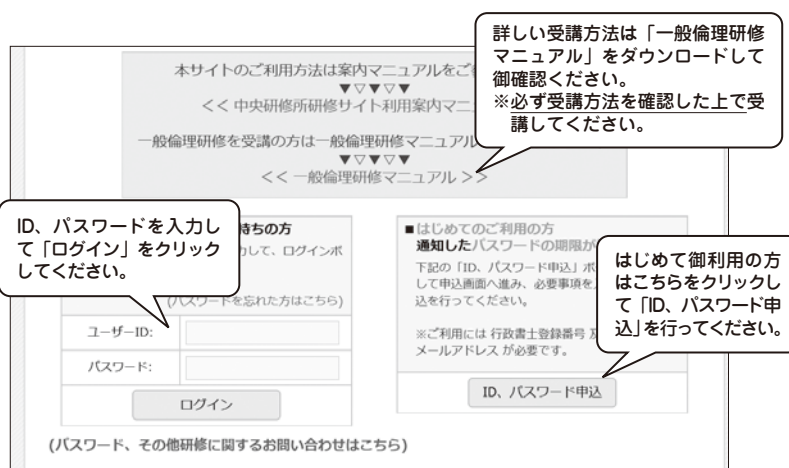 詳しい受講方法は「一般倫理研修
マニュアル」をダウンロードして
御確認ください。
※必ず受講方法を確認した上で受
講してください。
本サイトのご利用方法は案内マニュアルをご
▼▽▼▽▼
<< 中央研修所研修サイト利用案内マニ
一般倫理研修を受講の方は一般倫理研修マニュアル
▼▽▼▽▼
<< 一般倫理研修マニュアル >>
ID、パスワードを入力し
て「ログイン」をクリック
してください。
持ちの方
して、ログインボ
(パスワードを忘れた方はこちら)
ユーザーID:
パスワード:
ログイン
■はじめてのご利用の方
通知したパスワードの期限が
下記の「ID、パスワード申込」ボ
して申込画面へ進み、必要事項を
込を行ってください。
※ご利用には 行政書士登録番号 及
メールアドレス が必要です。
ID、パスワード申込
はじめて御利用の方
はこちらをクリックし
て「ID、パスワード申
込」を行ってください。
(パスワード、その他研修に関するお問い合わせはこちら)